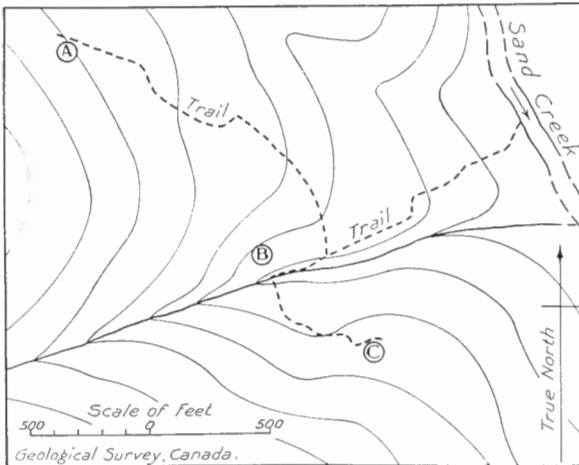 A
Trail
Sand Creek
Trail
B
C
True North
Scale of Feet
500 0 500
Geological Survey, Canada.